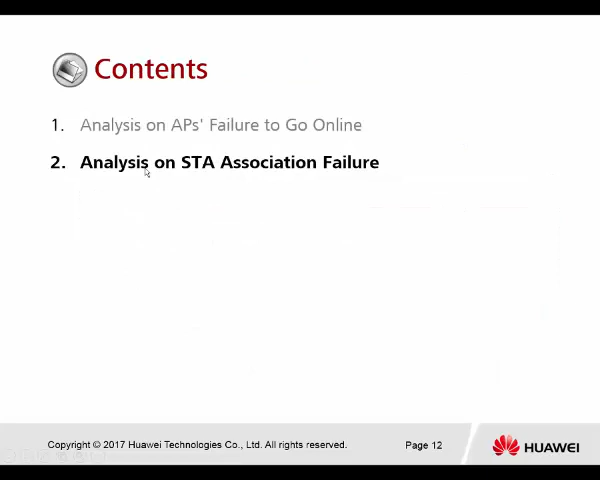 Contents
1. Analysis on APs' Failure to Go Online
2. Analysis on STA Association Failure
Copyright © 2017 Huawei Technologies Co., Ltd. All rights reserved.
Page 12
HUAWEI